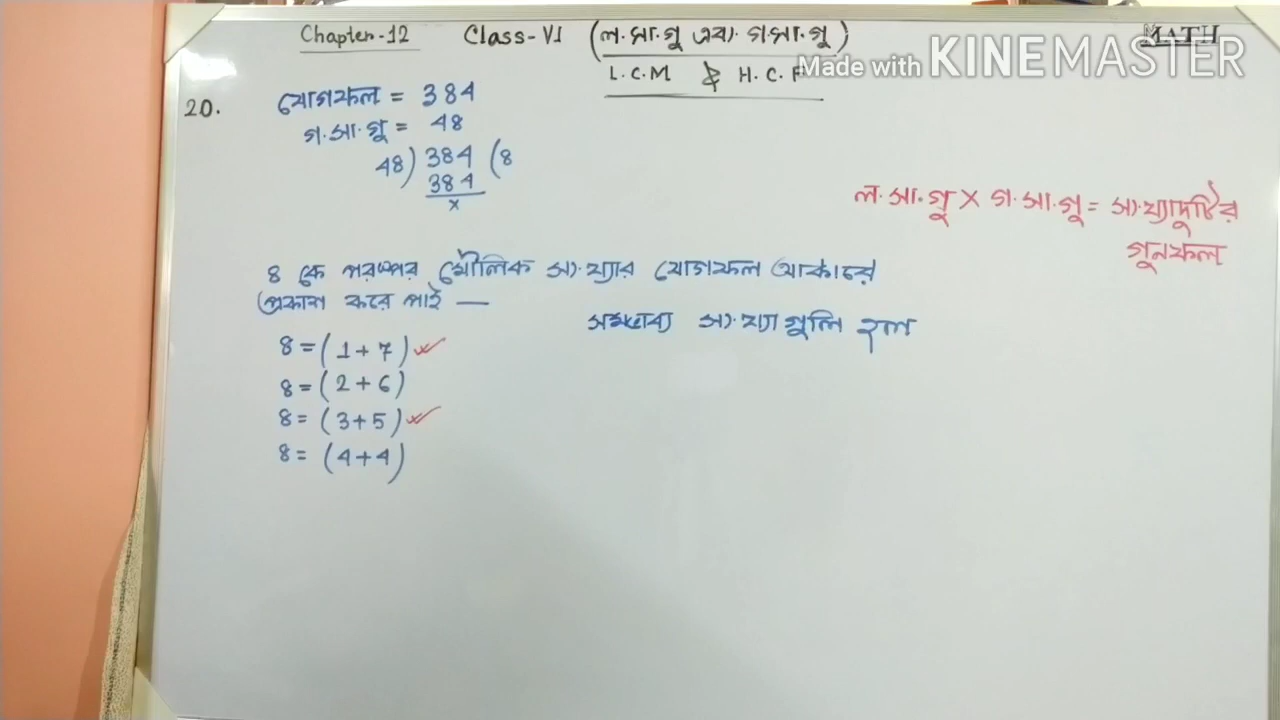 Chapter-12 Class-VI (ল.সা.গু এবং গ.সা.গু) MATH
L.C.M & H.C.F
Made with KINEMASTER
20. যোগফল = 384
গ.সা.গু = 48
48) 384 (8
384
x
ল.সা.গু X গ.সা.গু = সংখ্যাদুটির
গুনফল
8 কে পরস্পর মৌলিক সংখ্যার যোগফল আকারে
প্রকাশ করে পাই —
সম্ভাব্য সংখ্যাগুলি হল
8 = (1+7) ✓
8 = (2+6)
8 = (3+5) ✓
8 = (4+4)